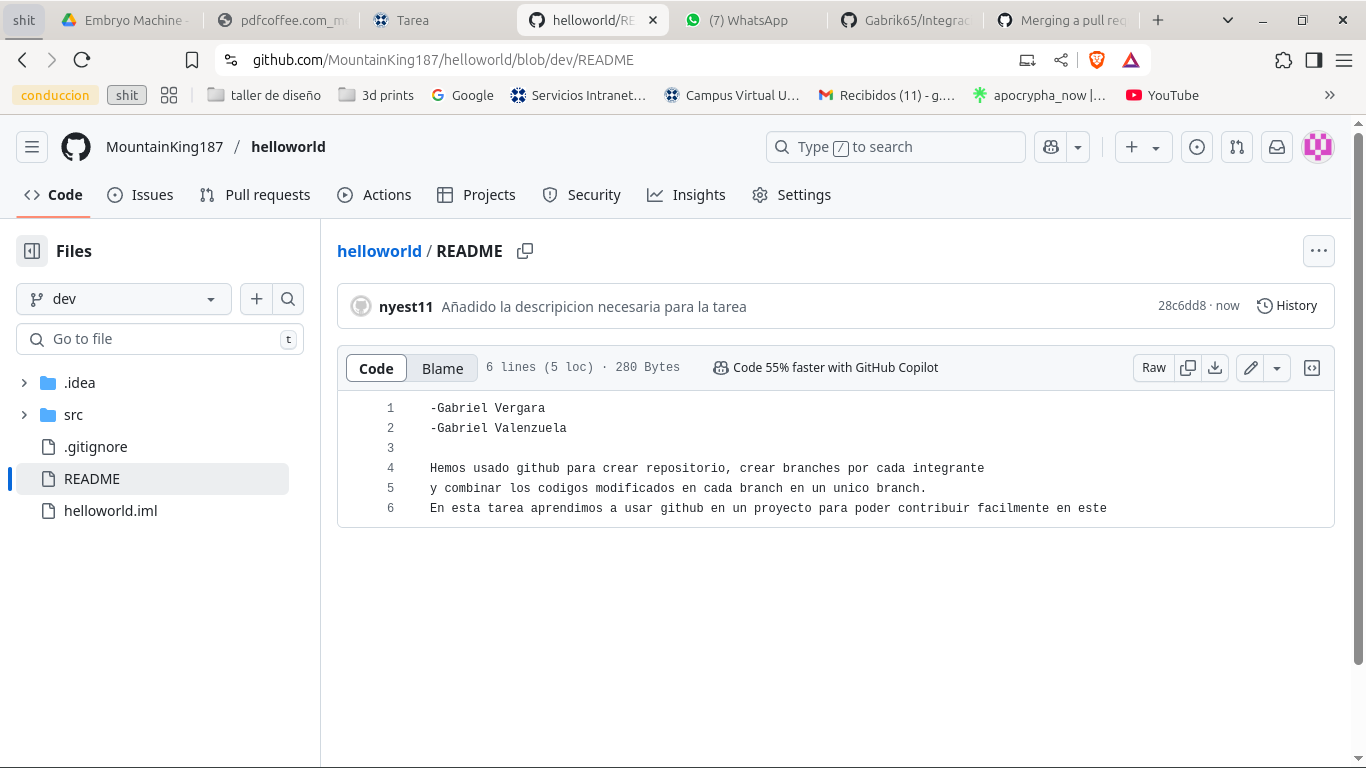 shit
Embryo Machine -
pdfcoffee.com_m
Tarea
helloworld/RE
(7) WhatsApp
Gabrik65/Integrac
Merging a pull req
github.com/MountainKing187/helloworld/blob/dev/README
conduccion
shit
taller de diseño
3d prints
Google
Servicios Intranet…
Campus Virtual U…
Recibidos (11) - g.…
apocrypha_now |…
YouTube
MountainKing187 / helloworld
Type / to search
Code
Issues
Pull requests
Actions
Projects
Security
Insights
Settings
Files
helloworld / README
dev
nyest11 Añadido la descripicion necesaria para la tarea
28c6dd8 · now
History
Go to file
t
Code
Blame
6 lines (5 loc) · 280 Bytes
Code 55% faster with GitHub Copilot
Raw
.idea
src
.gitignore
README
helloworld.iml
1 -Gabriel Vergara
2 -Gabriel Valenzuela
3
4 Hemos usado github para crear repositorio, crear branches por cada integrante
5 y combinar los codigos modificados en cada branch en un unico branch.
6 En esta tarea aprendimos a usar github en un proyecto para poder contribuir facilmente en este